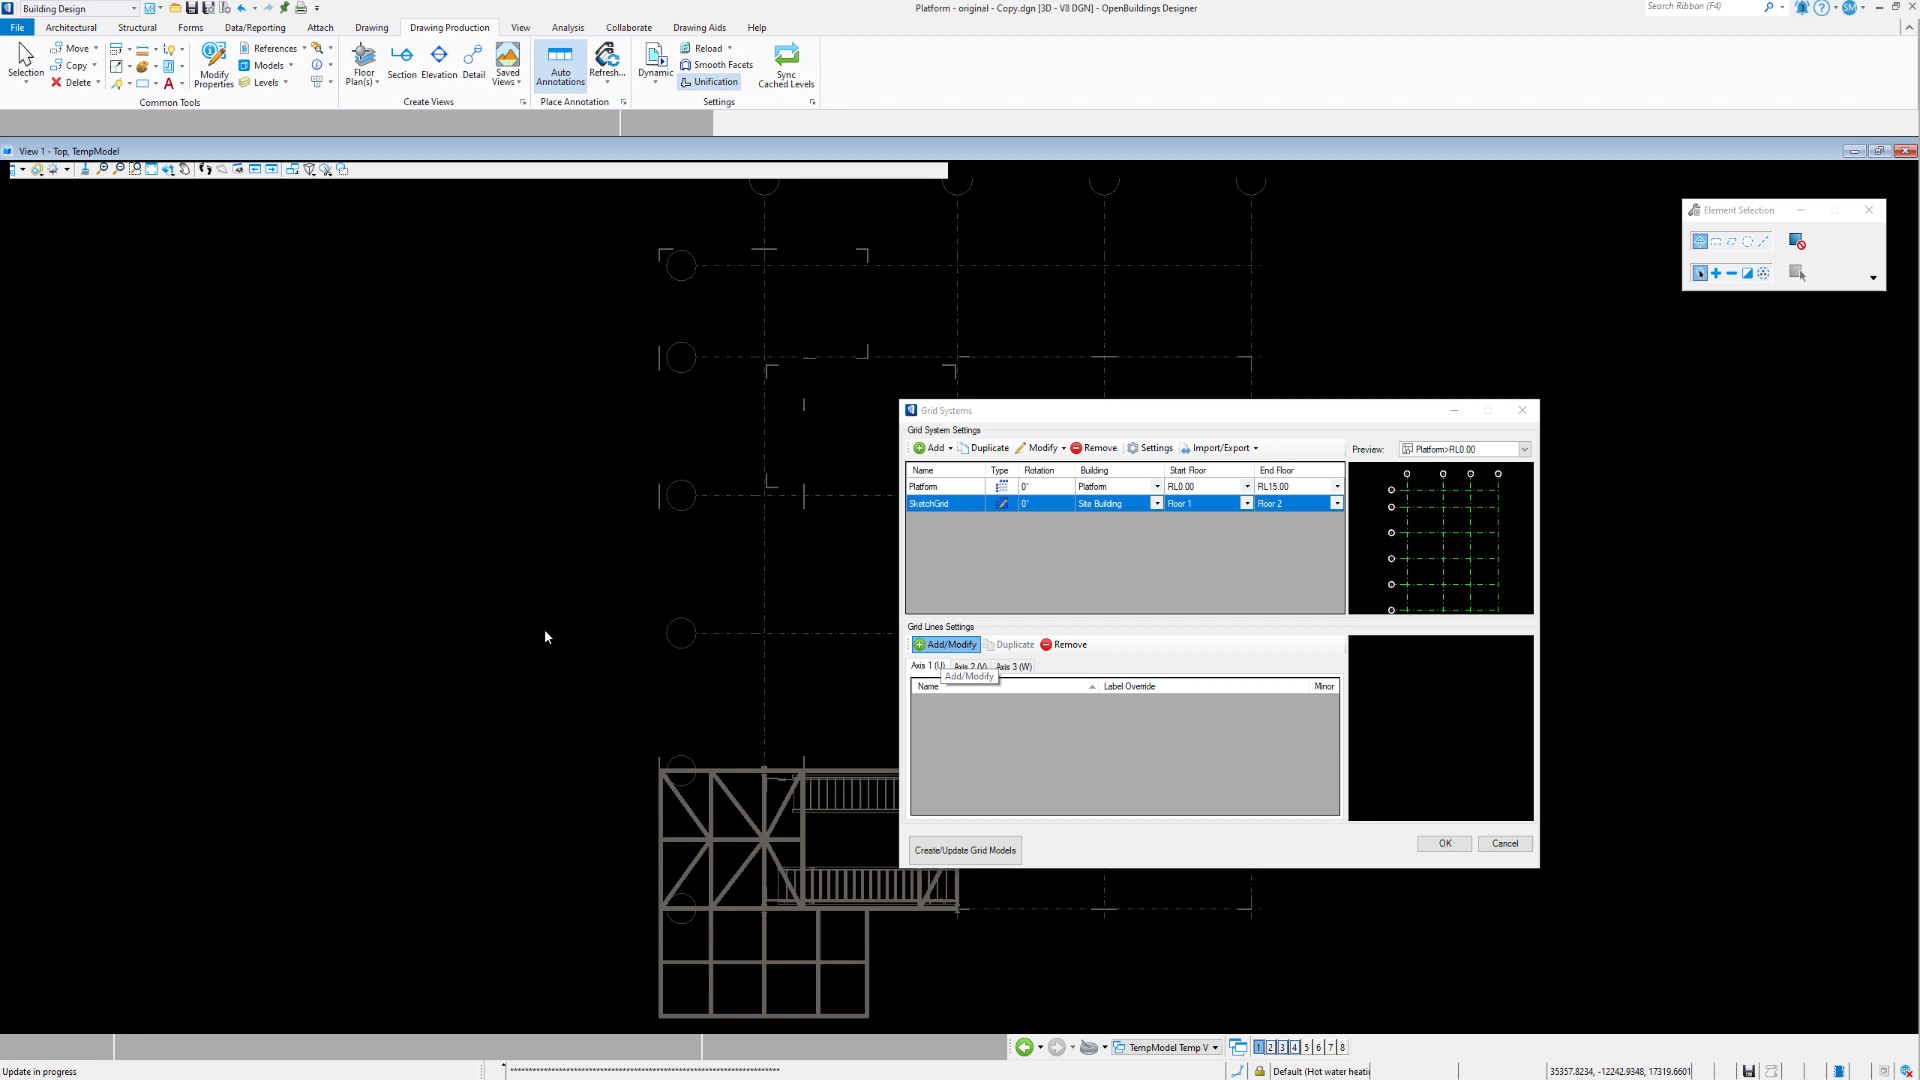 Building Design
Platform - original - Copy.dgn [3D - V8 DGN] - OpenBuildings Designer
Search Ribbon (F4)
SM
File Architectural Structural Forms Data/Reporting Attach Drawing Drawing Production View Analysis Collaborate Drawing Aids Help
Selection
Move
Copy
Delete
Modify Properties
References
Models
Levels
Common Tools
Floor Plan(s)
Section
Elevation
Detail
Saved Views
Create Views
Auto Annotations
Refresh...
Place Annotation
Dynamic
Reload
Smooth Facets
Unification
Sync Cached Levels
Settings
View 1 - Top, TempModel
Element Selection
Grid Systems
Grid System Settings
Add Duplicate Modify Remove Settings Import/Export
Preview: Platform>RL0.00
Name Type Rotation Building Start Floor End Floor
Platform 0° Platform RL0.00 RL15.00
SketchGrid 0° Site Building Floor 1 Floor 2
Grid Lines Settings
Add/Modify Duplicate Remove
Axis 1 (U) Axis 2 (V) Axis 3 (W)
Add/Modify
Name Label Override Minor
Create/Update Grid Models
OK Cancel
TempModel Temp V
1 2 3 4 5 6 7 8
Update in progress
Default (Hot water heatin
35357.8234, -12242.9348, 17319.6601